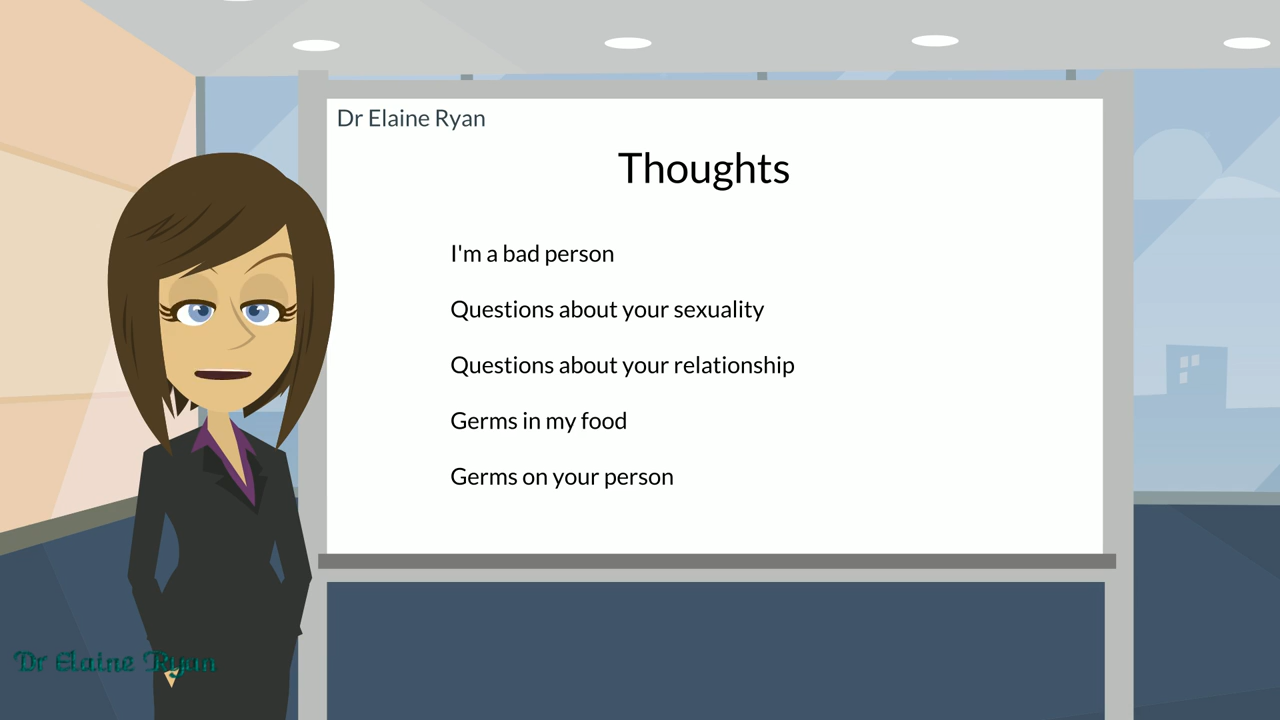 Dr Elaine Ryan
Thoughts
I'm a bad person
Questions about your sexuality
Questions about your relationship
Germs in my food
Germs on your person
Dr Elaine Ryan